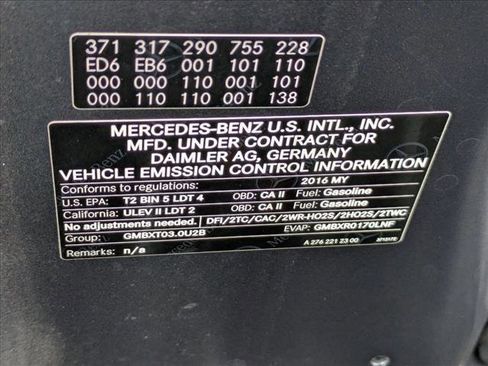 371 317 290 755 228
ED6 EB6 001 101 110
000 000 110 001 101
000 110 110 001 138
MERCEDES-BENZ U.S. INTL., INC.
MFD. UNDER CONTRACT FOR
DAIMLER AG, GERMANY
VEHICLE EMISSION CONTROL INFORMATION
Conforms to regulations: 2016 MY
U.S. EPA: T2 BIN 5 LDT 4 OBD: CA II Fuel: Gasoline
California: ULEV II LDT 2 OBD: CA II Fuel: Gasoline
No adjustments needed. DFI/2TC/CAC/2WR-HO2S/2HO2S/2TWC
Group: GMBXT03.0U2B EVAP: GMBXR0170LNF
Remarks: n/a A 276 221 23 00